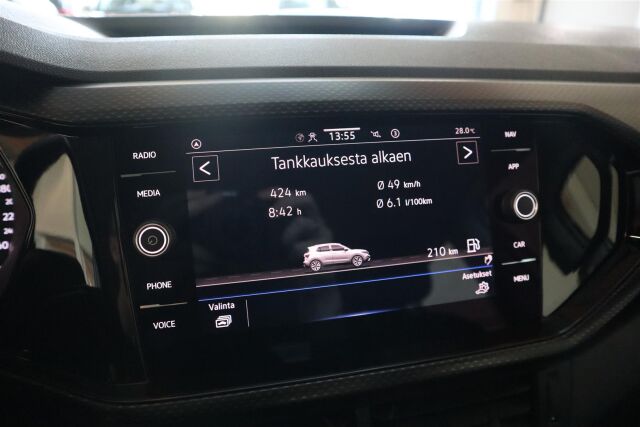 RADIO
MEDIA
PHONE
VOICE
NAV
APP
CAR
MENU
13:55
3
28.0°C
Tankkauksesta alkaen
424 km
Ø 49 km/h
8:42 h
Ø 6.1 l/100km
210 km
Asetukset
Valinta